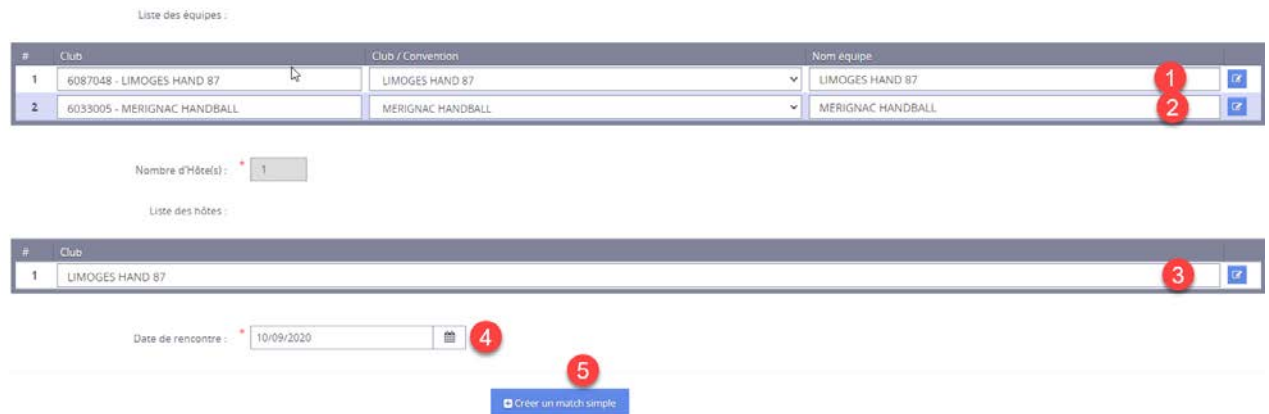 Liste des équipes :
# Club Club / Convention Nom équipe
1 6087048 - LIMOGES HAND 87 LIMOGES HAND 87 LIMOGES HAND 87 1
2 6033005 - MERIGNAC HANDBALL MERIGNAC HANDBALL MERIGNAC HANDBALL 2
Nombre d'Hôte(s) : * 1
Liste des hôtes :
# Club
1 LIMOGES HAND 87 3
Date de rencontre : * 10/09/2020 4
5
Créer un match simple